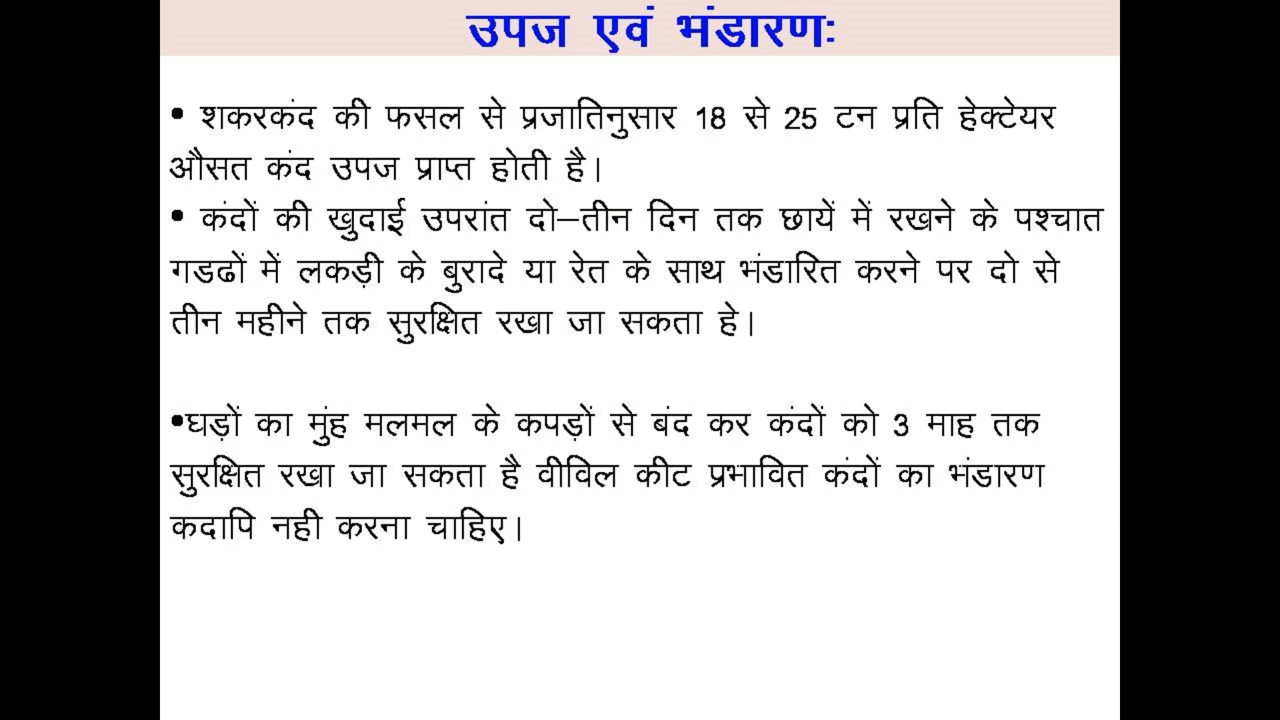 उपज एवं भंडारण:
• शकरकंद की फसल से प्रजातिनुसार 18 से 25 टन प्रति हेक्टेयर
औसत कंद उपज प्राप्त होती है।
• कंदों की खुदाई उपरांत दो–तीन दिन तक छायें में रखने के पश्चात
गडढों में लकड़ी के बुरादे या रेत के साथ भंडारित करने पर दो से
तीन महीने तक सुरक्षित रखा जा सकता हे।
•घड़ों का मुंह मलमल के कपड़ों से बंद कर कंदों को 3 माह तक
सुरक्षित रखा जा सकता है वीविल कीट प्रभावित कंदों का भंडारण
कदापि नही करना चाहिए।